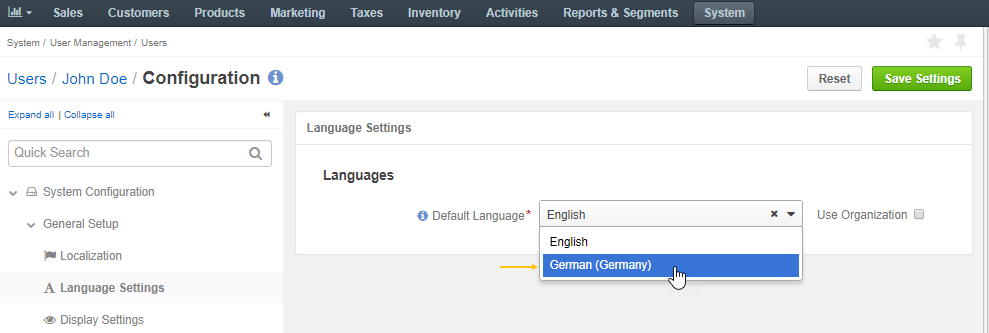 Sales Customers Products Marketing Taxes Inventory Activities Reports & Segments System
System / User Management / Users
Users / John Doe / Configuration
Reset Save Settings
Expand all | Collapse all
Quick Search
System Configuration
General Setup
Localization
Language Settings
Display Settings
Language Settings
Languages
Default Language* English Use Organization
English
German (Germany)